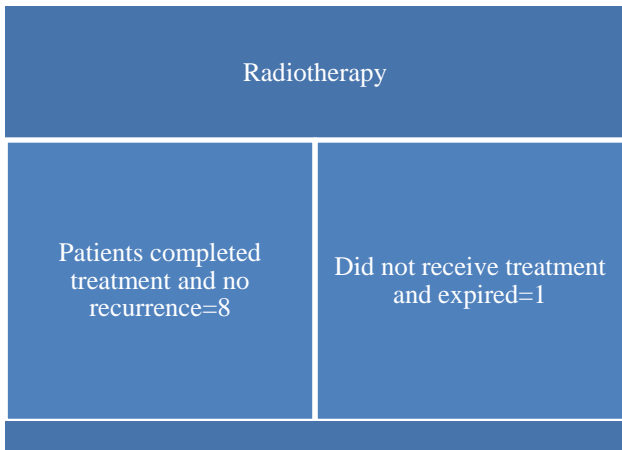 Radiotherapy
Patients completed
treatment and no
recurrence=8
Did not receive treatment
and expired=1